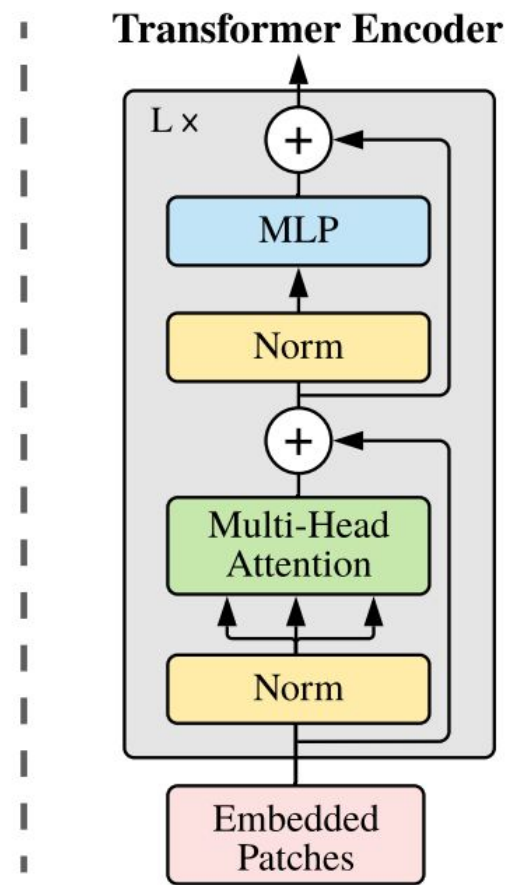 Transformer Encoder
L ×
+
MLP
Norm
+
Multi-Head
Attention
Norm
Embedded
Patches